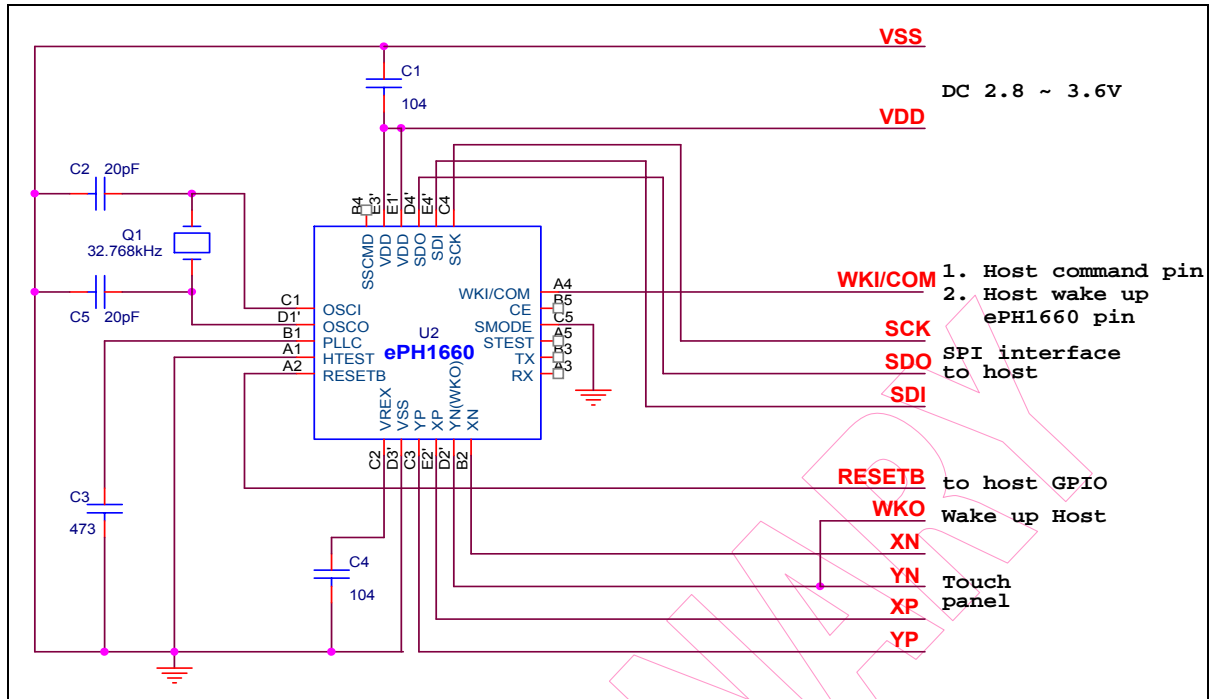 VSS
C1
104
DC 2.8 ~ 3.6V
VDD
C2 20pF
Q1
32.768kHz
C5 20pF
B4
E3'
E1'
D4'
E4'
C4
SSCMD
VDD
VDD
SDO
SDI
SCK
C1
D1'
B1
A1
A2
OSCI
OSCO
PLLC
HTEST
RESETB
U2
ePH1660
WKI/COM
CE
SMODE
STEST
TX
RX
A4
B5
C5
A5
B3
A3
VREX
VSS
YP
XP
YN(WKO)
XN
C2
D3'
C3
E2'
D2'
B2
WKI/COM
1. Host command pin
2. Host wake up
ePH1660 pin
SCK
SDO
SPI interface
to host
SDI
C3
473
C4
104
RESETB
to host GPIO
WKO
Wake up Host
XN
YN
Touch
panel
XP
YP